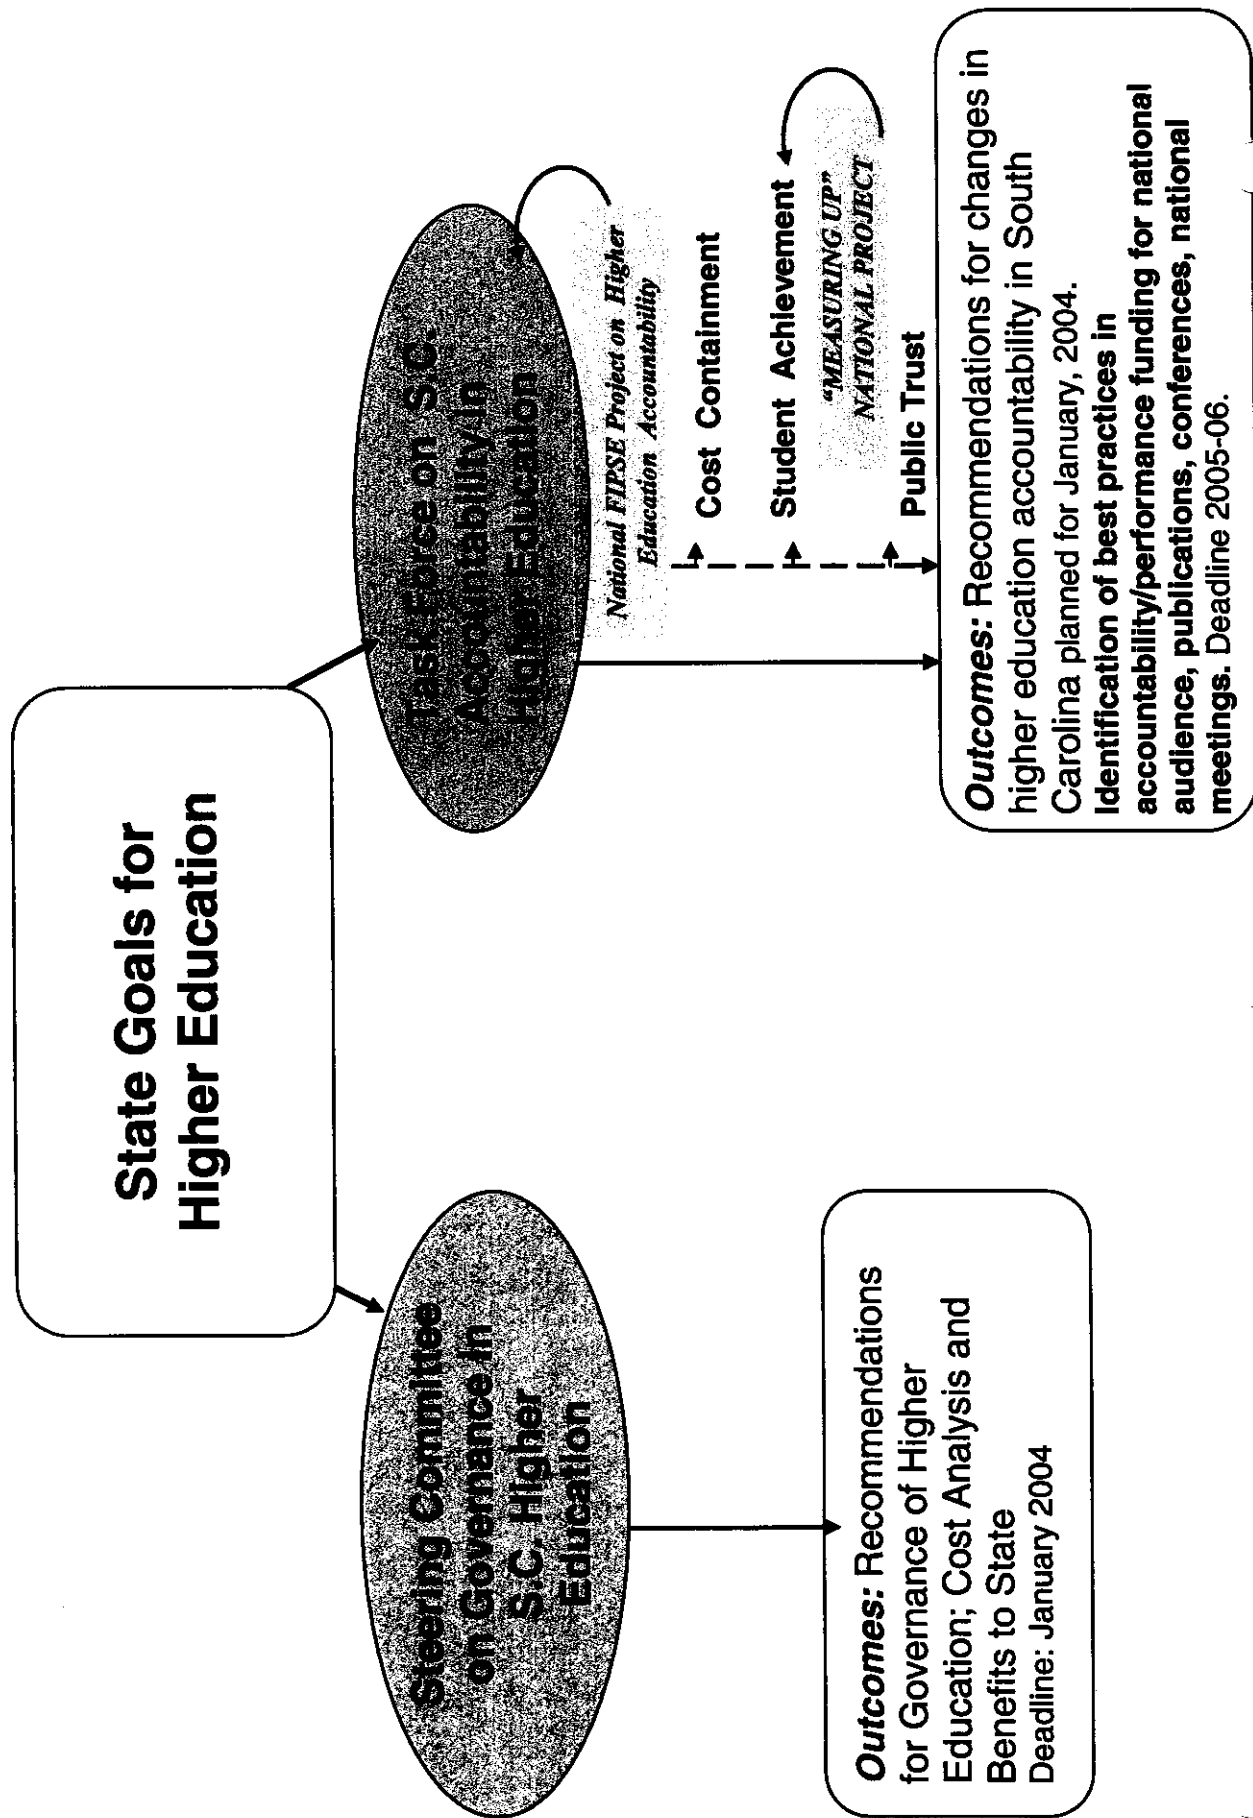 State Goals for
Higher Education
Steering Committee
on Governance in
S.C. Higher
Education
Outcomes: Recommendations
for Governance of Higher
Education; Cost Analysis and
Benefits to State
Deadline: January 2004
Task Force on S.C.
Accountability in
Higher Education
National FIPSE Project on Higher
Education Accountability
Cost Containment
Student Achievement
"MEASURING UP"
NATIONAL PROJECT
Public Trust
Outcomes: Recommendations for changes in
higher education accountability in South
Carolina planned for January, 2004.
Identification of best practices in
accountability/performance funding for national
audience, publications, conferences, national
meetings. Deadline 2005-06.